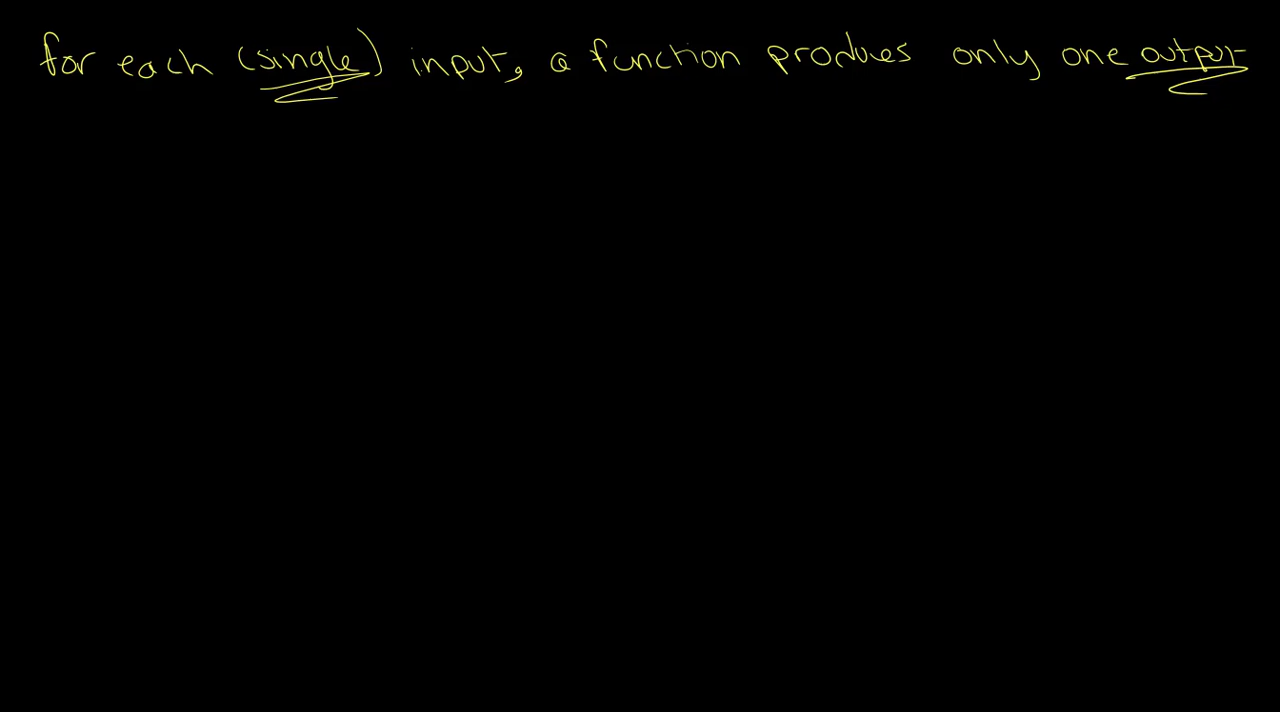 for each (single) input, a function produces only one output